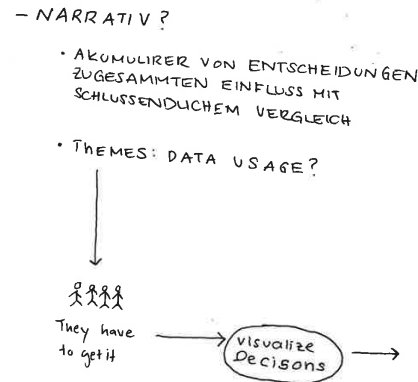 – NARRATIV?
• AKUMULIRER VON ENTSCHEIDUNGEN
ZUGESAMMTEN EINFLUSS MIT
SCHLUSSENDLICHEM VERGLEICH
• THEMES: DATA USAGE?
They have
to get it
visualize
Decisons